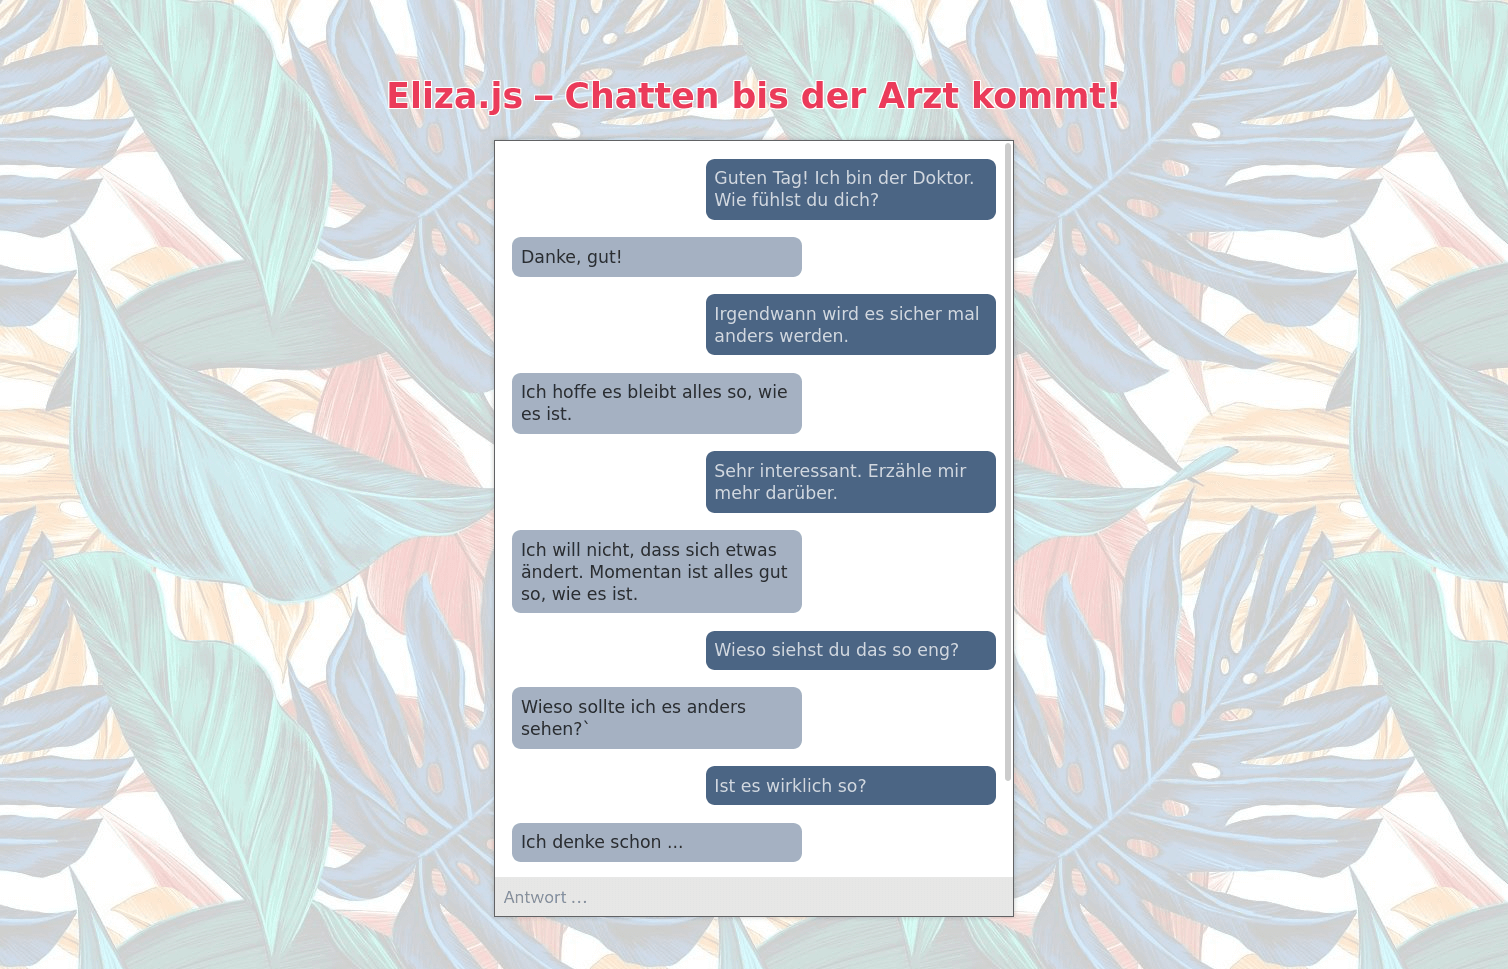 Eliza.js – Chatten bis der Arzt kommt!
Guten Tag! Ich bin der Doktor.
Wie fühlst du dich?
Danke, gut!
Irgendwann wird es sicher mal
anders werden.
Ich hoffe es bleibt alles so, wie
es ist.
Sehr interessant. Erzähle mir
mehr darüber.
Ich will nicht, dass sich etwas
ändert. Momentan ist alles gut
so, wie es ist.
Wieso siehst du das so eng?
Wieso sollte ich es anders
sehen?`
Ist es wirklich so?
Ich denke schon ...
Antwort …